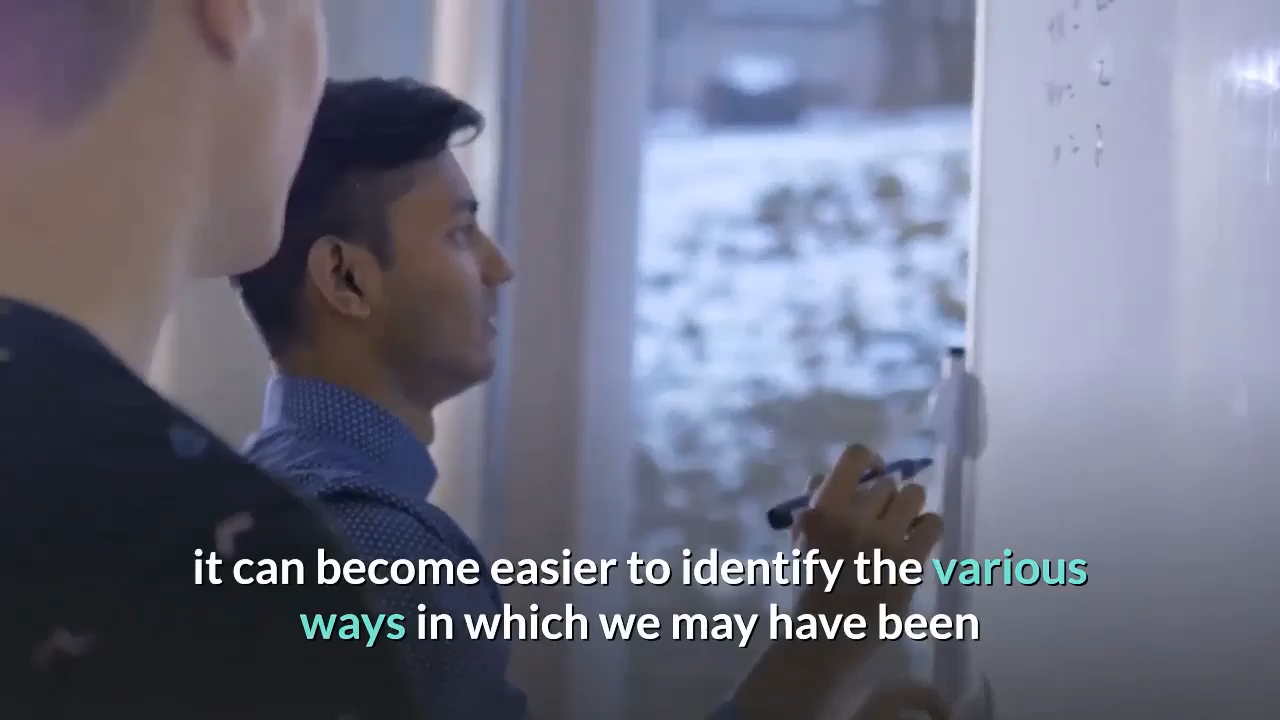 it can become easier to identify the various
ways in which we may have been